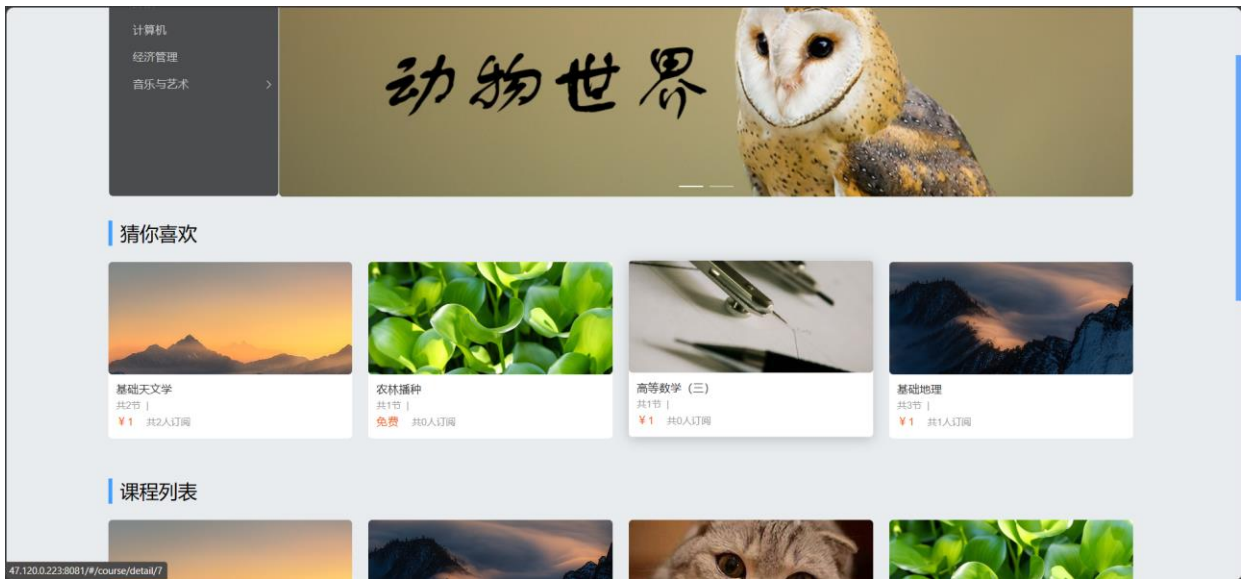 计算机
经济管理
音乐与艺术
动物世界
猜你喜欢
基础天文学
共2节 |
¥1 共2人订阅
农林播种
共1节 |
免费 共0人订阅
高等数学（三）
共1节 |
¥1 共0人订阅
基础地理
共3节 |
¥1 共1人订阅
课程列表
47.120.0.223:8081/#/course/detail/7